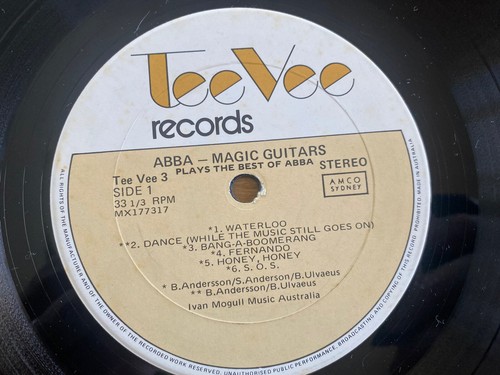 TeeVee
records
ABBA – MAGIC GUITARS
PLAYS THE BEST OF ABBA
Tee Vee 3
STEREO
SIDE 1
33 1/3 RPM
MX177317
AMCO
SYDNEY
*1. WATERLOO
**2. DANCE (WHILE THE MUSIC STILL GOES ON)
*3. BANG-A-BOOMERANG
*4. FERNANDO
*5. HONEY, HONEY
*6. S.O.S.
* B.Andersson/S.Anderson/B.Ulvaeus
** B.Andersson/B.Ulvaeus
Ivan Mogull Music Australia
ALL RIGHTS OF THE MANUFACTURER AND OF THE OWNER OF THE RECORDED WORK RESERVED. UNAUTHORISED PUBLIC PERFORMANCE, BROADCASTING AND COPYING OF THIS RECORD PROHIBITED. MADE IN AUSTRALIA